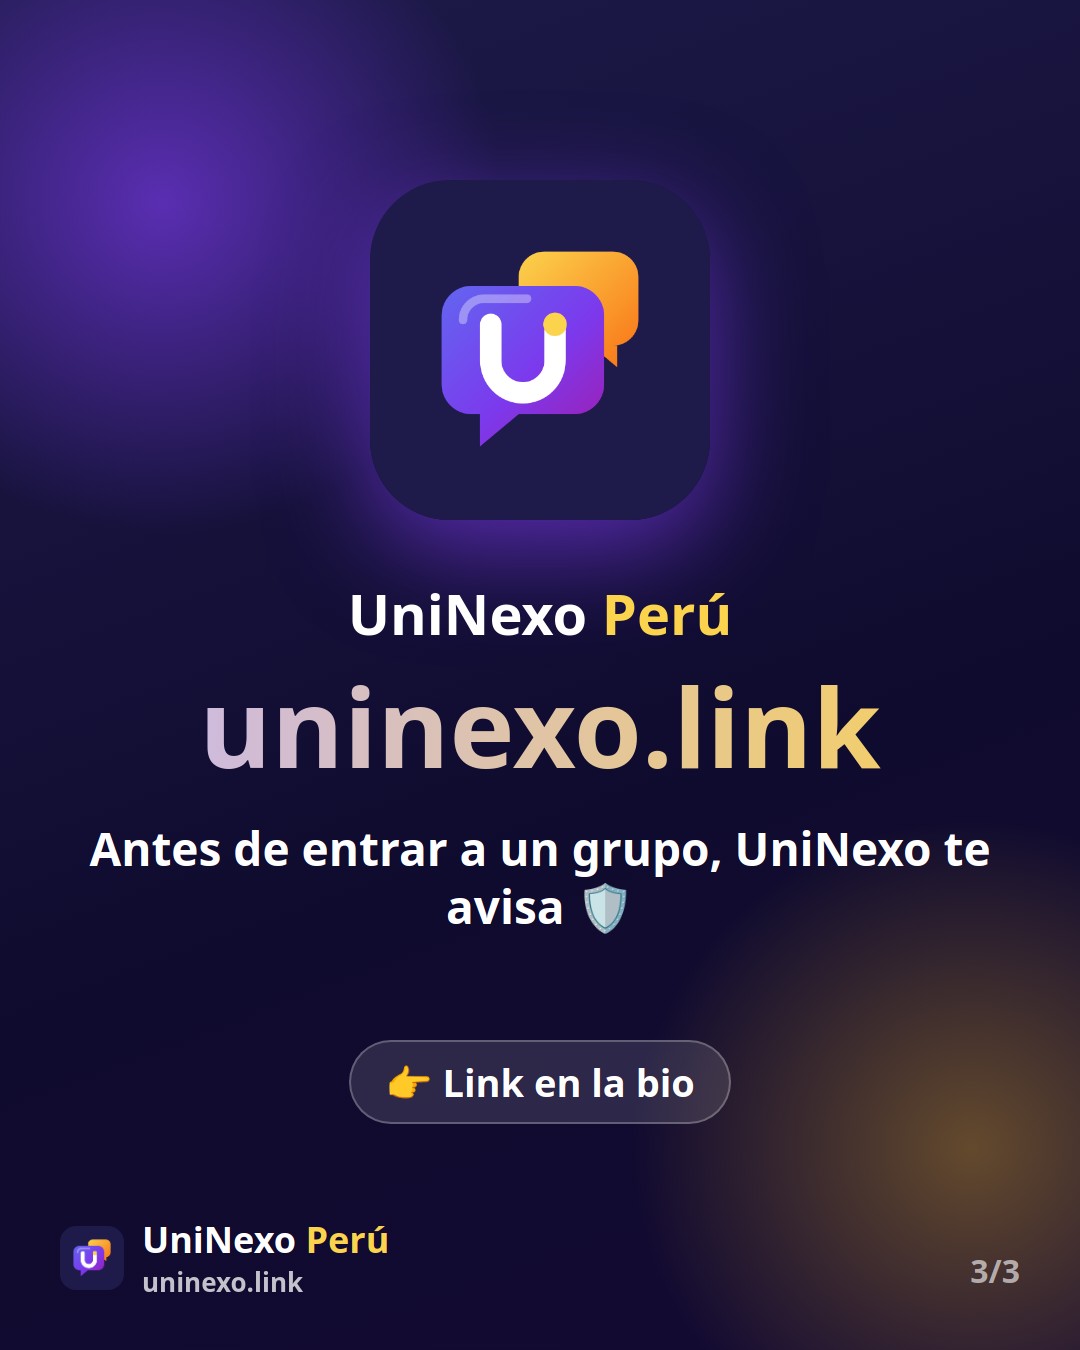 U
UniNexo Perú
uninexo.link
Antes de entrar a un grupo, UniNexo te
avisa 🛡️
👉 Link en la bio
U
UniNexo Perú
uninexo.link
3/3